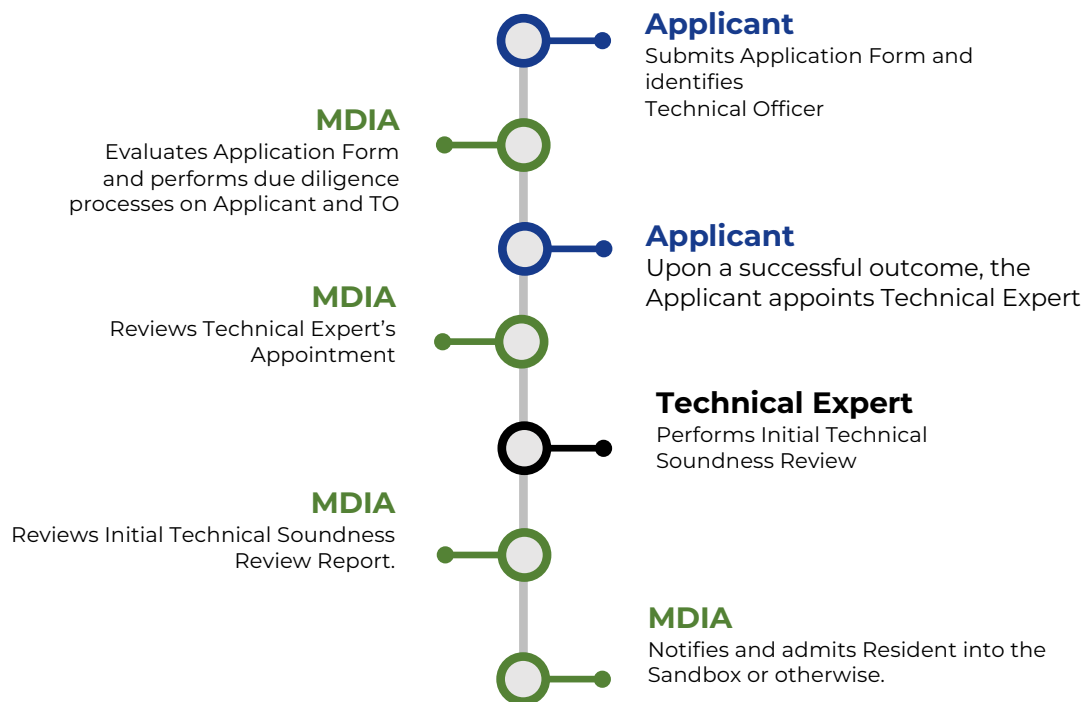 Applicant
Submits Application Form and
identifies
Technical Officer
MDIA
Evaluates Application Form
and performs due diligence
processes on Applicant and TO
Applicant
Upon a successful outcome, the
Applicant appoints Technical Expert
MDIA
Reviews Technical Expert’s
Appointment
Technical Expert
Performs Initial Technical
Soundness Review
MDIA
Reviews Initial Technical Soundness
Review Report.
MDIA
Notifies and admits Resident into the
Sandbox or otherwise.